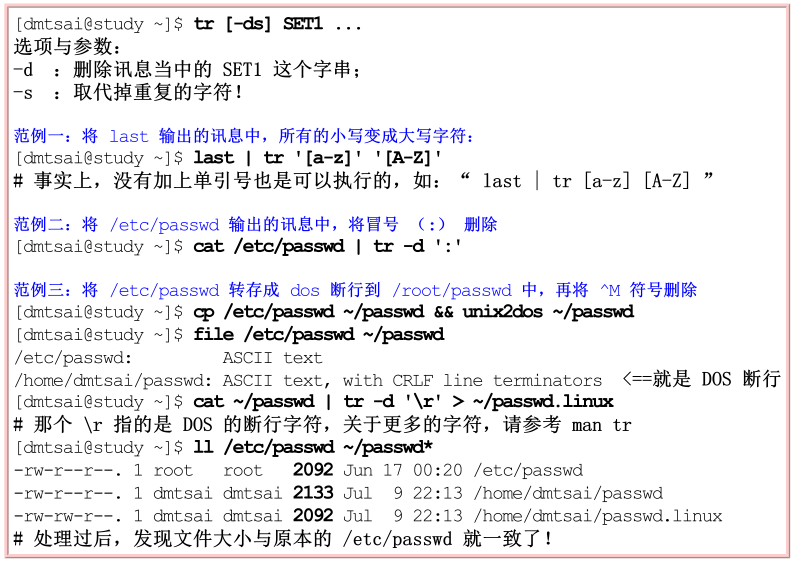 [dmtsai@study ~]$ tr [-ds] SET1 ...
选项与参数：
-d  ：删除讯息当中的 SET1 这个字串；
-s  ：取代掉重复的字符！
范例一：将 last 输出的讯息中，所有的小写变成大写字符：
[dmtsai@study ~]$ last | tr '[a-z]' '[A-Z]'
# 事实上，没有加上单引号也是可以执行的，如：“ last | tr [a-z] [A-Z] ”
范例二：将 /etc/passwd 输出的讯息中，将冒号 （:） 删除
[dmtsai@study ~]$ cat /etc/passwd | tr -d ':'
范例三：将 /etc/passwd 转存成 dos 断行到 /root/passwd 中，再将 ^M 符号删除
[dmtsai@study ~]$ cp /etc/passwd ~/passwd && unix2dos ~/passwd
[dmtsai@study ~]$ file /etc/passwd ~/passwd
/etc/passwd:         ASCII text
/home/dmtsai/passwd: ASCII text, with CRLF line terminators  <==就是 DOS 断行
[dmtsai@study ~]$ cat ~/passwd | tr -d '\r' > ~/passwd.linux
# 那个 \r 指的是 DOS 的断行字符，关于更多的字符，请参考 man tr
[dmtsai@study ~]$ ll /etc/passwd ~/passwd*
-rw-r--r--. 1 root   root   2092 Jun 17 00:20 /etc/passwd
-rw-r--r--. 1 dmtsai dmtsai 2133 Jul  9 22:13 /home/dmtsai/passwd
-rw-rw-r--. 1 dmtsai dmtsai 2092 Jul  9 22:13 /home/dmtsai/passwd.linux
# 处理过后，发现文件大小与原本的 /etc/passwd 就一致了！